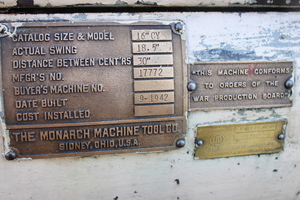 CATALOG SIZE & MODEL 16" CY
ACTUAL SWING 18.5"
DISTANCE BETWEEN CENTRS 30"
MFGR'S NO. 17772
BUYER'S MACHINE NO.
DATE BUILT 9-1942
COST INSTALLED
THE MONARCH MACHINE TOOL CO.
SIDNEY, OHIO, U.S.A.
"THIS MACHINE CONFORMS
TO ORDERS OF THE
WAR PRODUCTION BOARD"